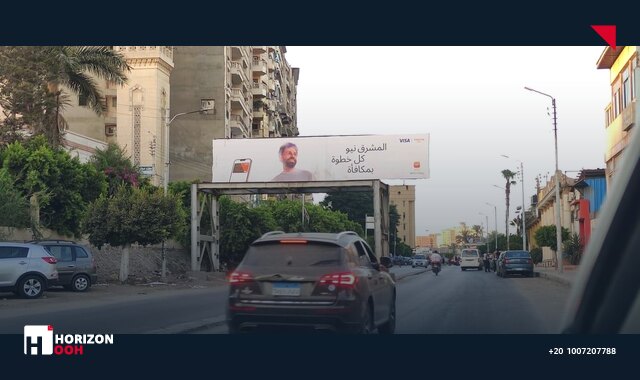 المشرق نيو
كل خطوة
بمكافأة
VISA
HORIZON
OOH
+20 1007207788